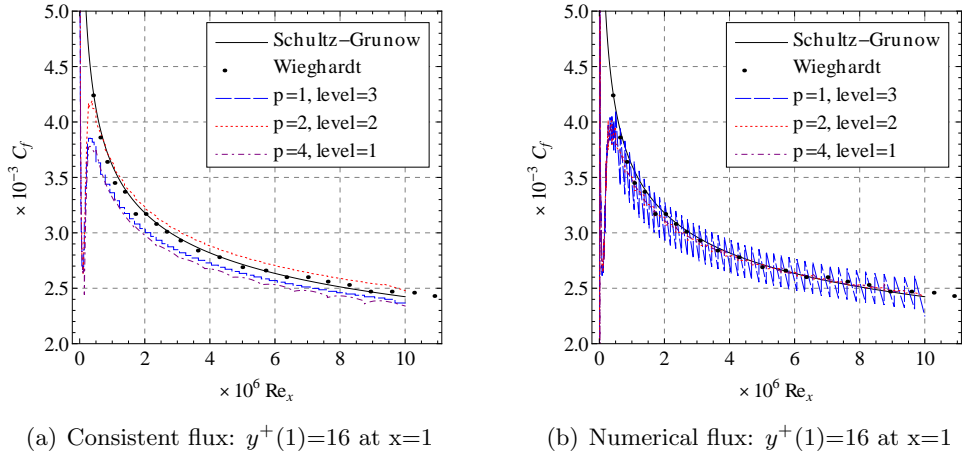 5.0
4.5
4.0
3.5
3.0
2.5
2.0
× 10⁻³ C_f
0 2 4 6 8 10
× 10⁶ Re_x
Schultz-Grunow
Wieghardt
p=1, level=3
p=2, level=2
p=4, level=1
(a) Consistent flux: y⁺(1)=16 at x=1
5.0
4.5
4.0
3.5
3.0
2.5
2.0
× 10⁻³ C_f
0 2 4 6 8 10
× 10⁶ Re_x
Schultz-Grunow
Wieghardt
p=1, level=3
p=2, level=2
p=4, level=1
(b) Numerical flux: y⁺(1)=16 at x=1